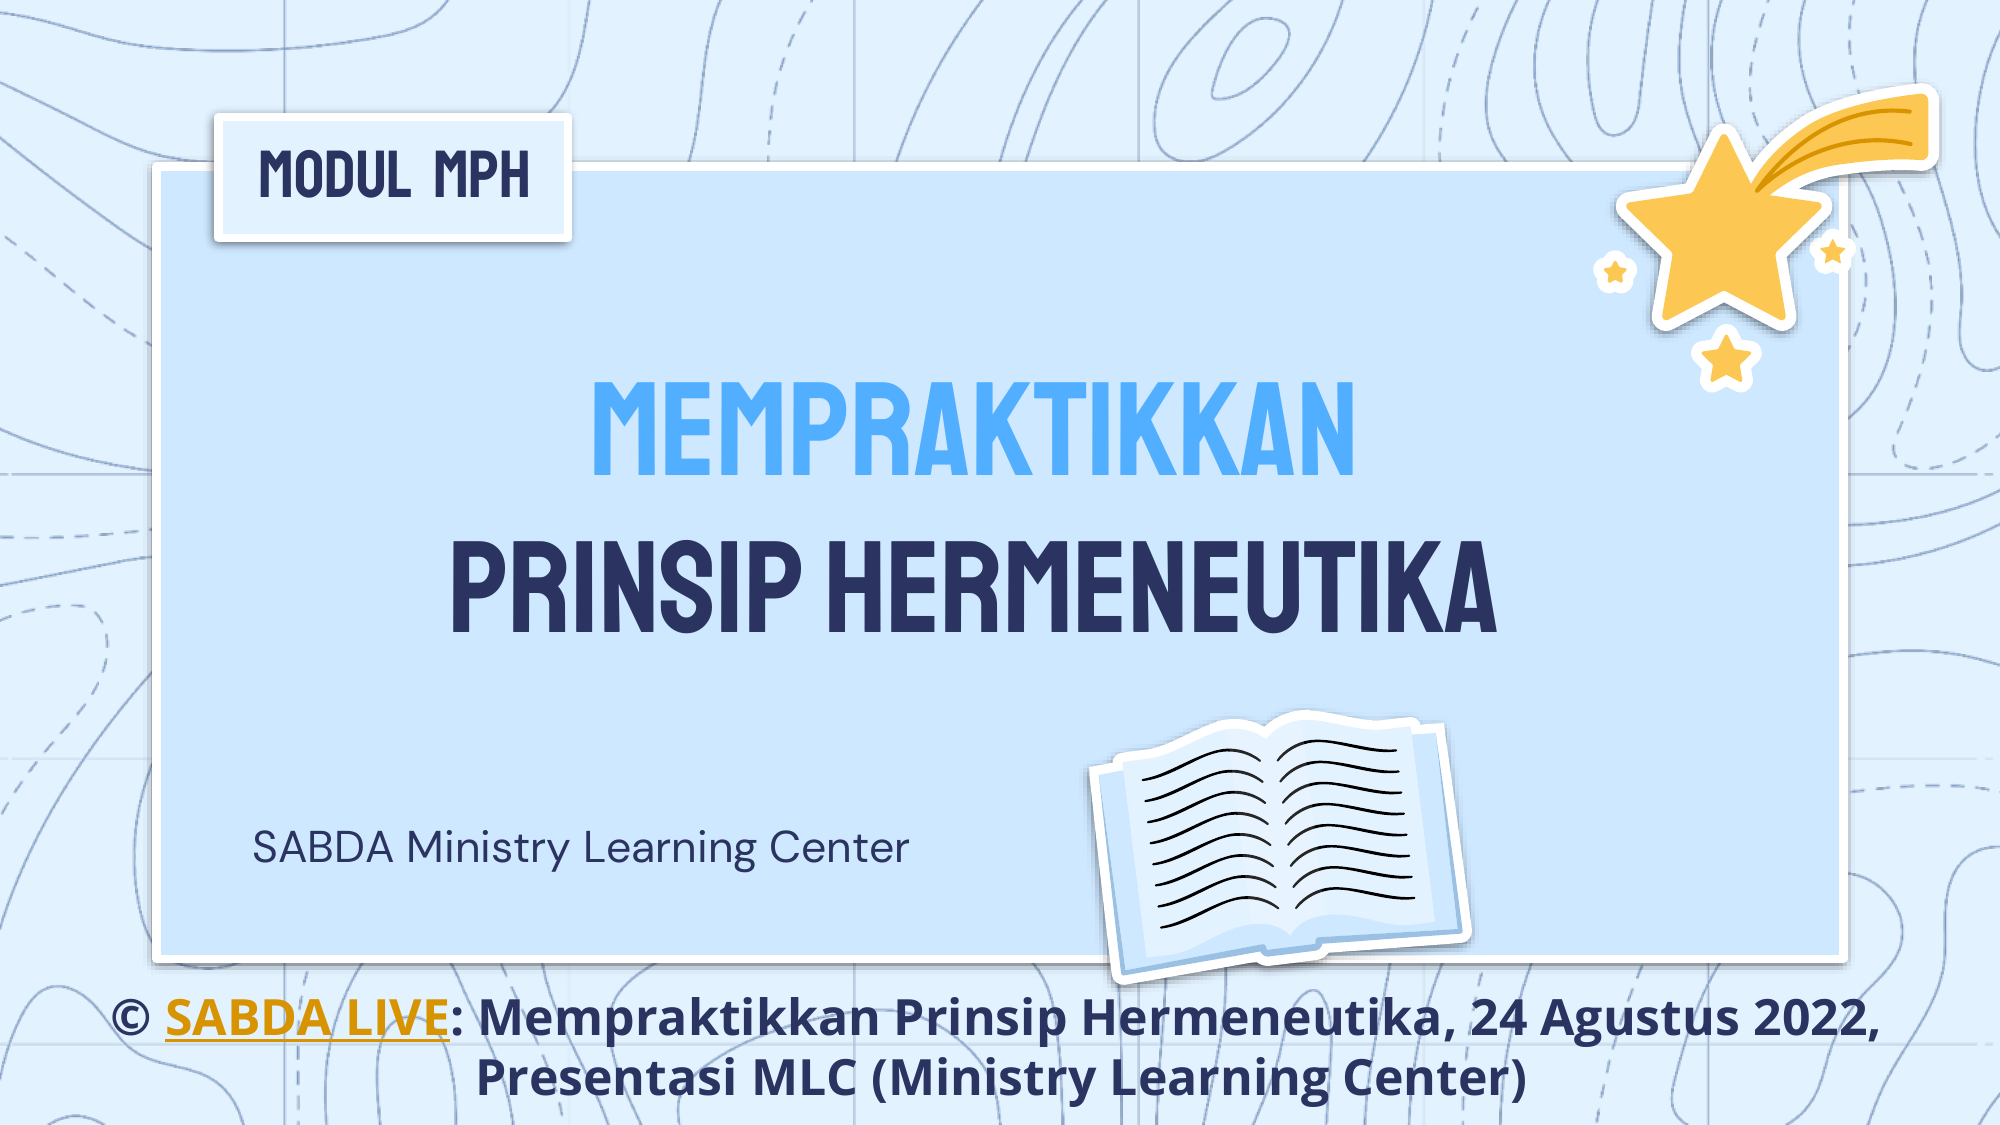 MODUL MPH
MEMPRAKTIKKAN
PRINSIP HERMENEUTIKA
SABDA Ministry Learning Center
© SABDA LIVE: Mempraktikkan Prinsip Hermeneutika, 24 Agustus 2022,
Presentasi MLC (Ministry Learning Center)